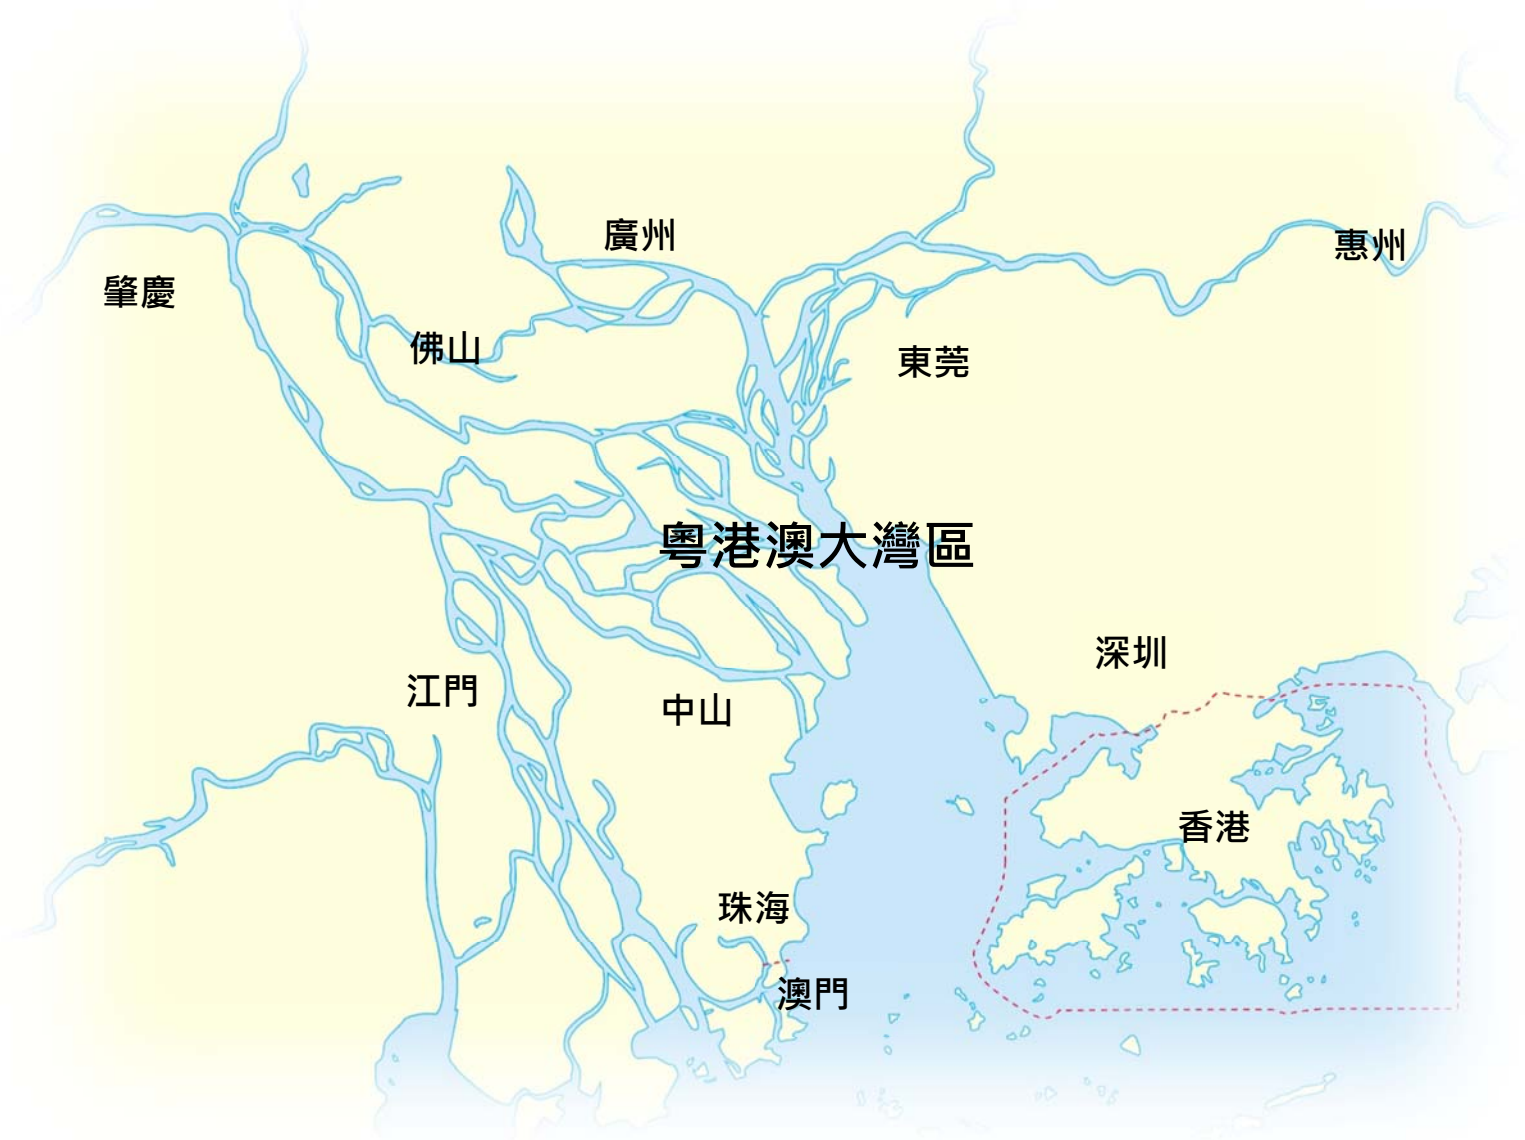 廣州
惠州
肇慶
佛山
東莞
粵港澳大灣區
深圳
江門
中山
香港
珠海
澳門